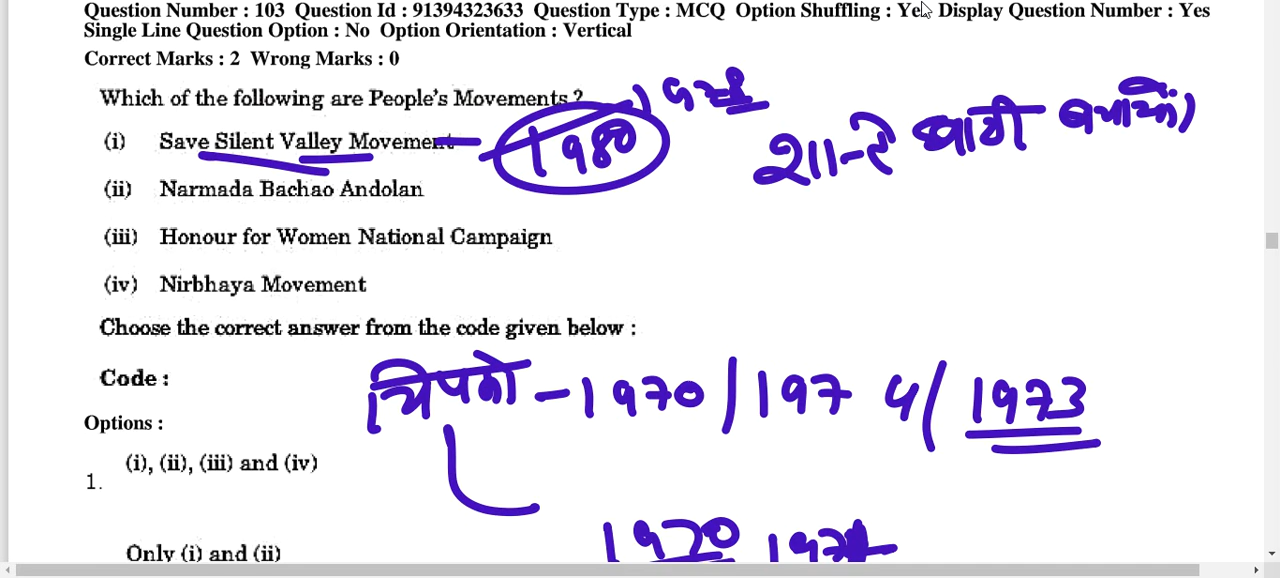 Question Number : 103 Question Id : 91394323633 Question Type : MCQ Option Shuffling : Yes Display Question Number : Yes
Single Line Question Option : No Option Orientation : Vertical
Correct Marks : 2 Wrong Marks : 0
Which of the following are People's Movements ?
(i) Save Silent Valley Movement
1980
घाटी
(ii) Narmada Bachao Andolan
(iii) Honour for Women National Campaign
(iv) Nirbhaya Movement
Choose the correct answer from the code given below :
Code :
चिपको - 1970 / 197 4 / 1973
Options :
(i), (ii), (iii) and (iv)
1.
1970
Only (i) and (ii)